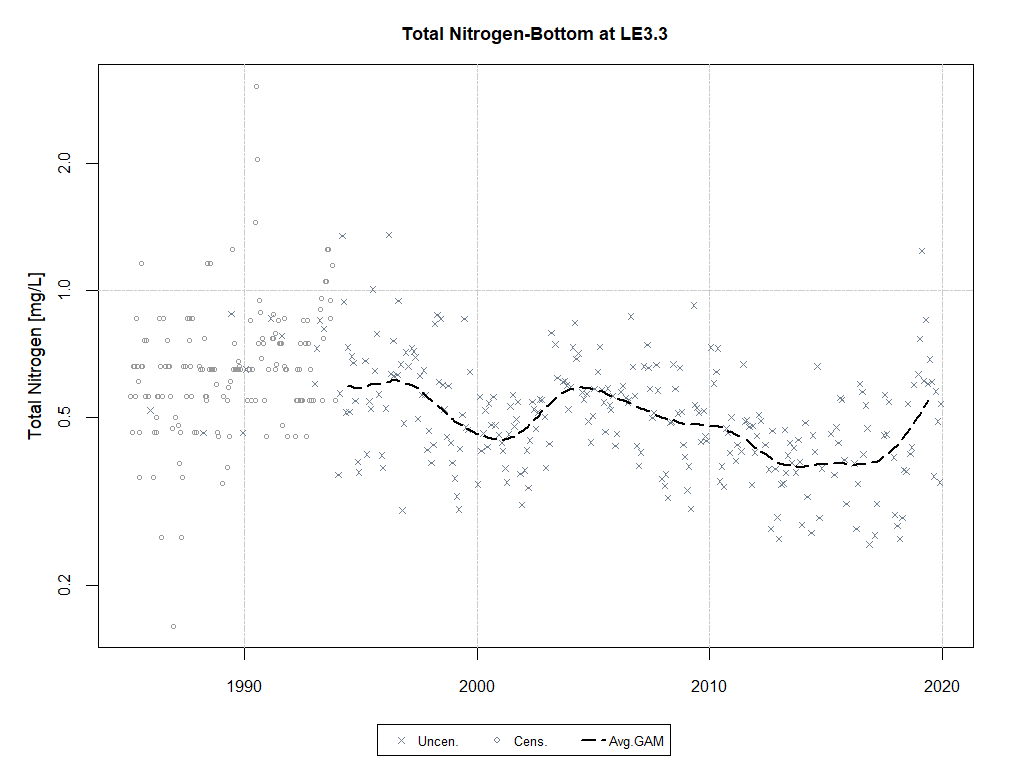 Total Nitrogen-Bottom at LE3.3
Total Nitrogen [mg/L]
2.0
1.0
0.5
0.2
1990 2000 2010 2020
Uncen. Cens. Avg.GAM